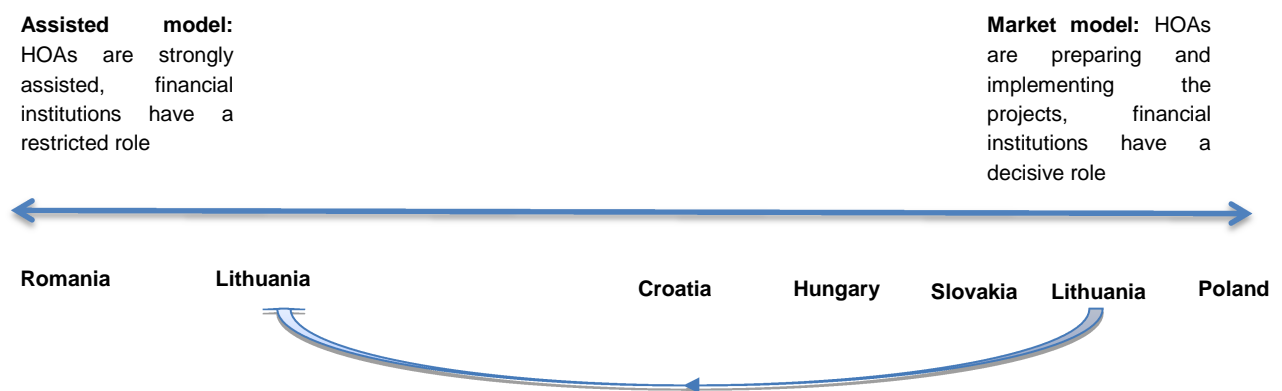 Assisted model:
HOAs are strongly
assisted, financial
institutions have a
restricted role
Market model: HOAs
are preparing and
implementing the
projects, financial
institutions have a
decisive role
Romania Lithuania Croatia Hungary Slovakia Lithuania Poland